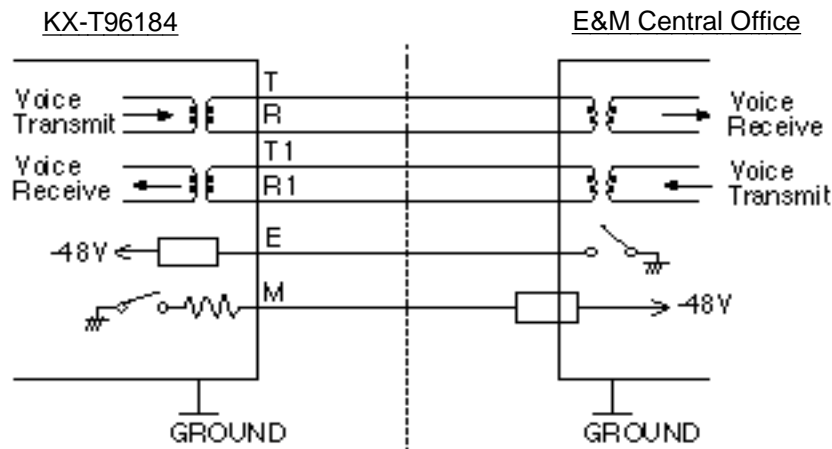 KX-T96184
E&M Central Office
T
Voice
Transmit
R
Voice
Receive
T1
Voice
Receive
R1
Voice
Transmit
E
-48V
M
-48V
GROUND
GROUND